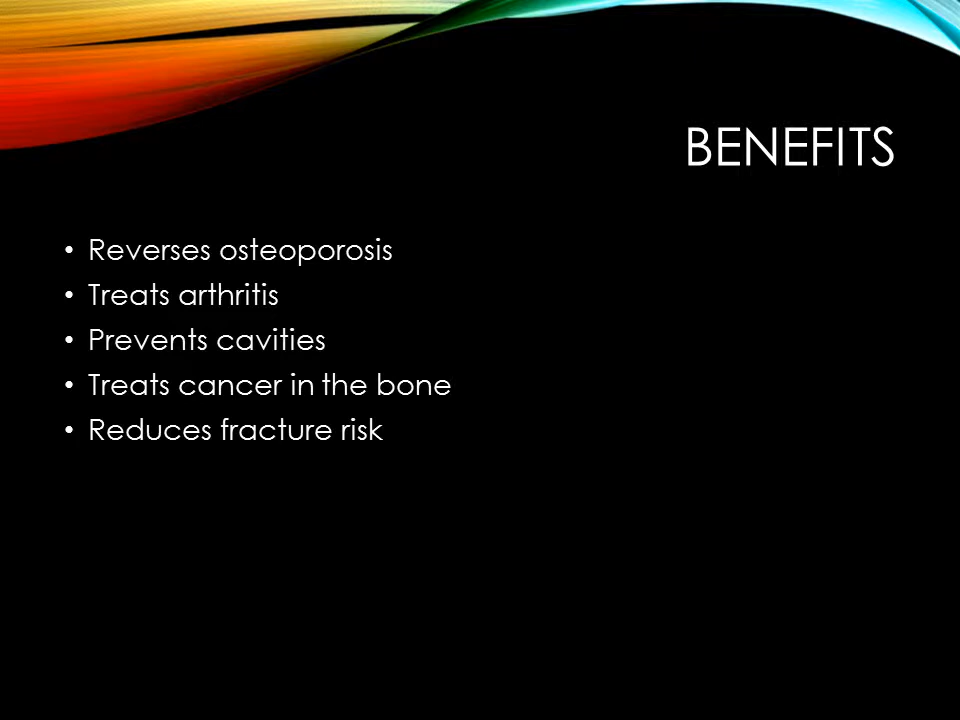 BENEFITS
• Reverses osteoporosis
• Treats arthritis
• Prevents cavities
• Treats cancer in the bone
• Reduces fracture risk